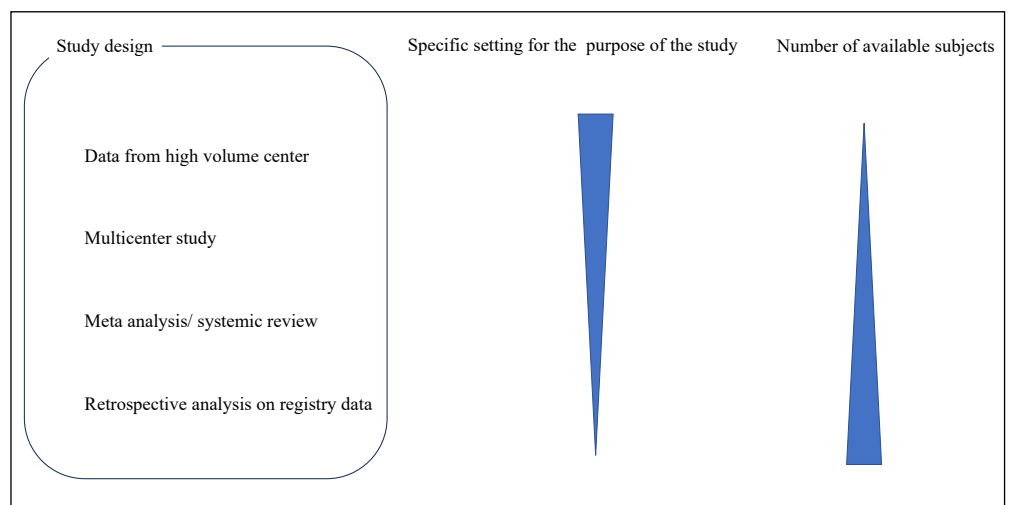 Study design
Specific setting for the purpose of the study
Number of available subjects
Data from high volume center
Multicenter study
Meta analysis/ systemic review
Retrospective analysis on registry data